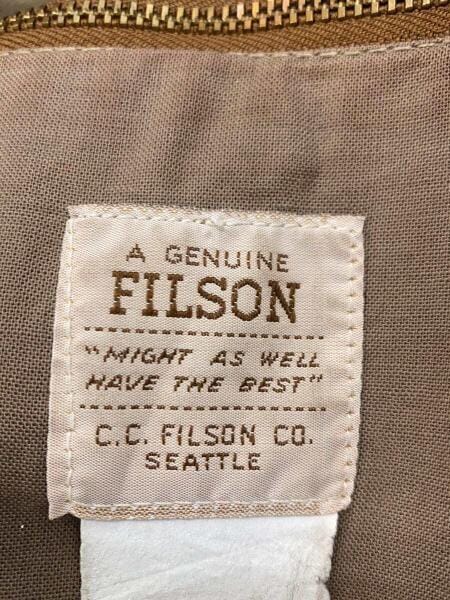 A GENUINE
FILSON
"MIGHT AS WELL
HAVE THE BEST"
C.C. FILSON CO.
SEATTLE